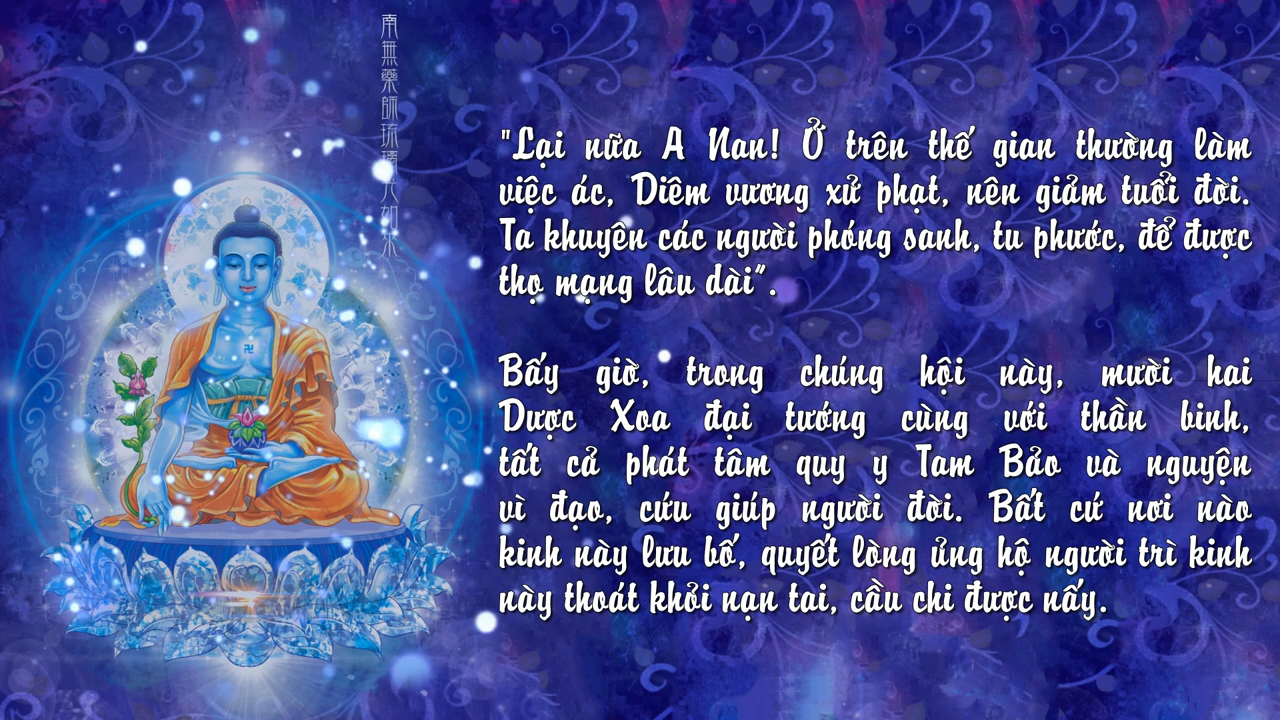 南無藥師琉璃光如來
"Lại nữa A Nan! Ở trên thế gian thường làm
việc ác, Diêm vương xử phạt, nên giảm tuổi đời.
Ta khuyên các người phóng sanh, tu phước, để được
thọ mạng lâu dài".
Bấy giờ, trong chúng hội này, mười hai
Dược Xoa đại tướng cùng với thần binh,
tất cả phát tâm quy y Tam Bảo và nguyện
vì đạo, cứu giúp người đời. Bất cứ nơi nào
kinh này lưu bố, quyết lòng ủng hộ người trì kinh
này thoát khỏi nạn tai, cầu chi được nấy.